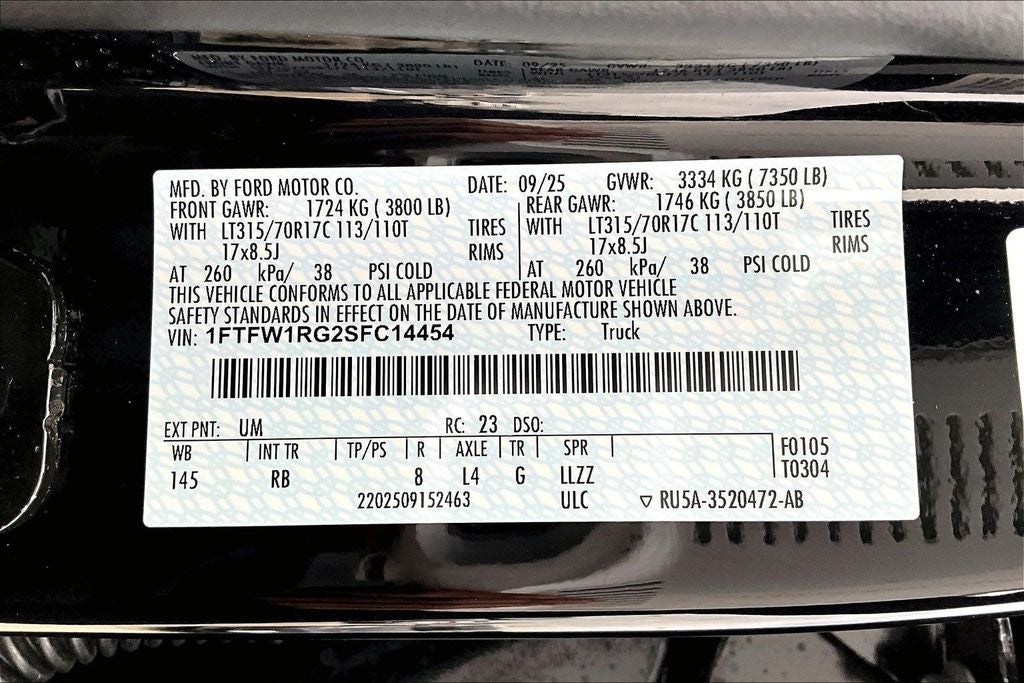 MFD. BY FORD MOTOR CO. DATE: 09/25 GVWR: 3334 KG ( 7350 LB)
FRONT GAWR: 1724 KG ( 3800 LB) REAR GAWR: 1746 KG ( 3850 LB)
WITH LT315/70R17C 113/110T TIRES WITH LT315/70R17C 113/110T TIRES
17x8.5J RIMS 17x8.5J RIMS
AT 260 kPa/ 38 PSI COLD AT 260 kPa/ 38 PSI COLD
THIS VEHICLE CONFORMS TO ALL APPLICABLE FEDERAL MOTOR VEHICLE
SAFETY STANDARDS IN EFFECT ON THE DATE OF MANUFACTURE SHOWN ABOVE.
VIN: 1FTFW1RG2SFC14454 TYPE: Truck
EXT PNT: UM RC: 23 DSO:
WB INT TR TP/PS R AXLE TR SPR F0105
145 RB 8 L4 G LLZZ T0304
2202509152463 ULC ▽ RU5A-3520472-AB